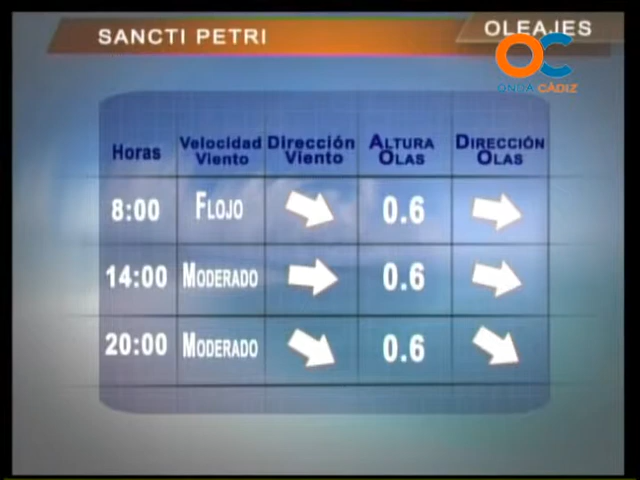 SANCTI PETRI
OLEAJES
OC
ONDA CÁDIZ
Horas
Velocidad Viento
Dirección Viento
ALTURA OLAS
DIRECCIÓN OLAS
8:00 FLOJO 0.6
14:00 MODERADO 0.6
20:00 MODERADO 0.6